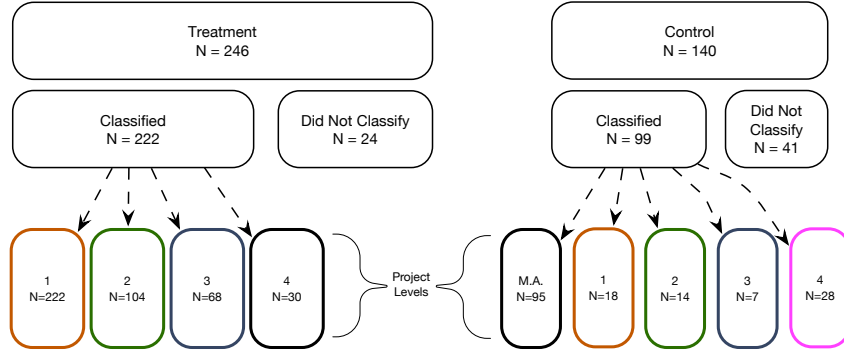 Treatment
N = 246
Control
N = 140
Classified
N = 222
Did Not Classify
N = 24
Classified
N = 99
Did Not
Classify
N = 41
1
N=222
2
N=104
3
N=68
4
N=30
Project
Levels
M.A.
N=95
1
N=18
2
N=14
3
N=7
4
N=28